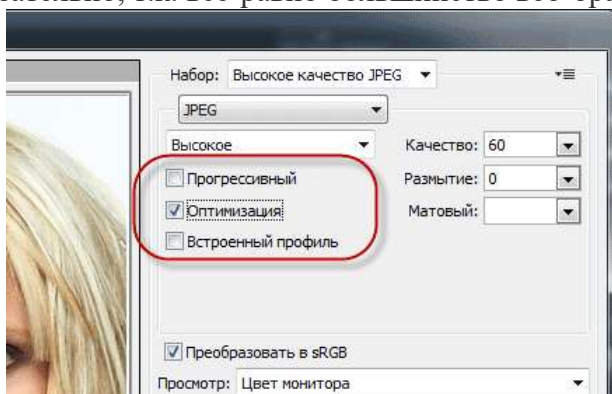 Набор: Высокое качество JPEG
JPEG
Высокое
Качество: 60
Прогрессивный
Размытие: 0
Оптимизация
Матовый:
Встроенный профиль
Преобразовать в sRGB
Просмотр: Цвет монитора